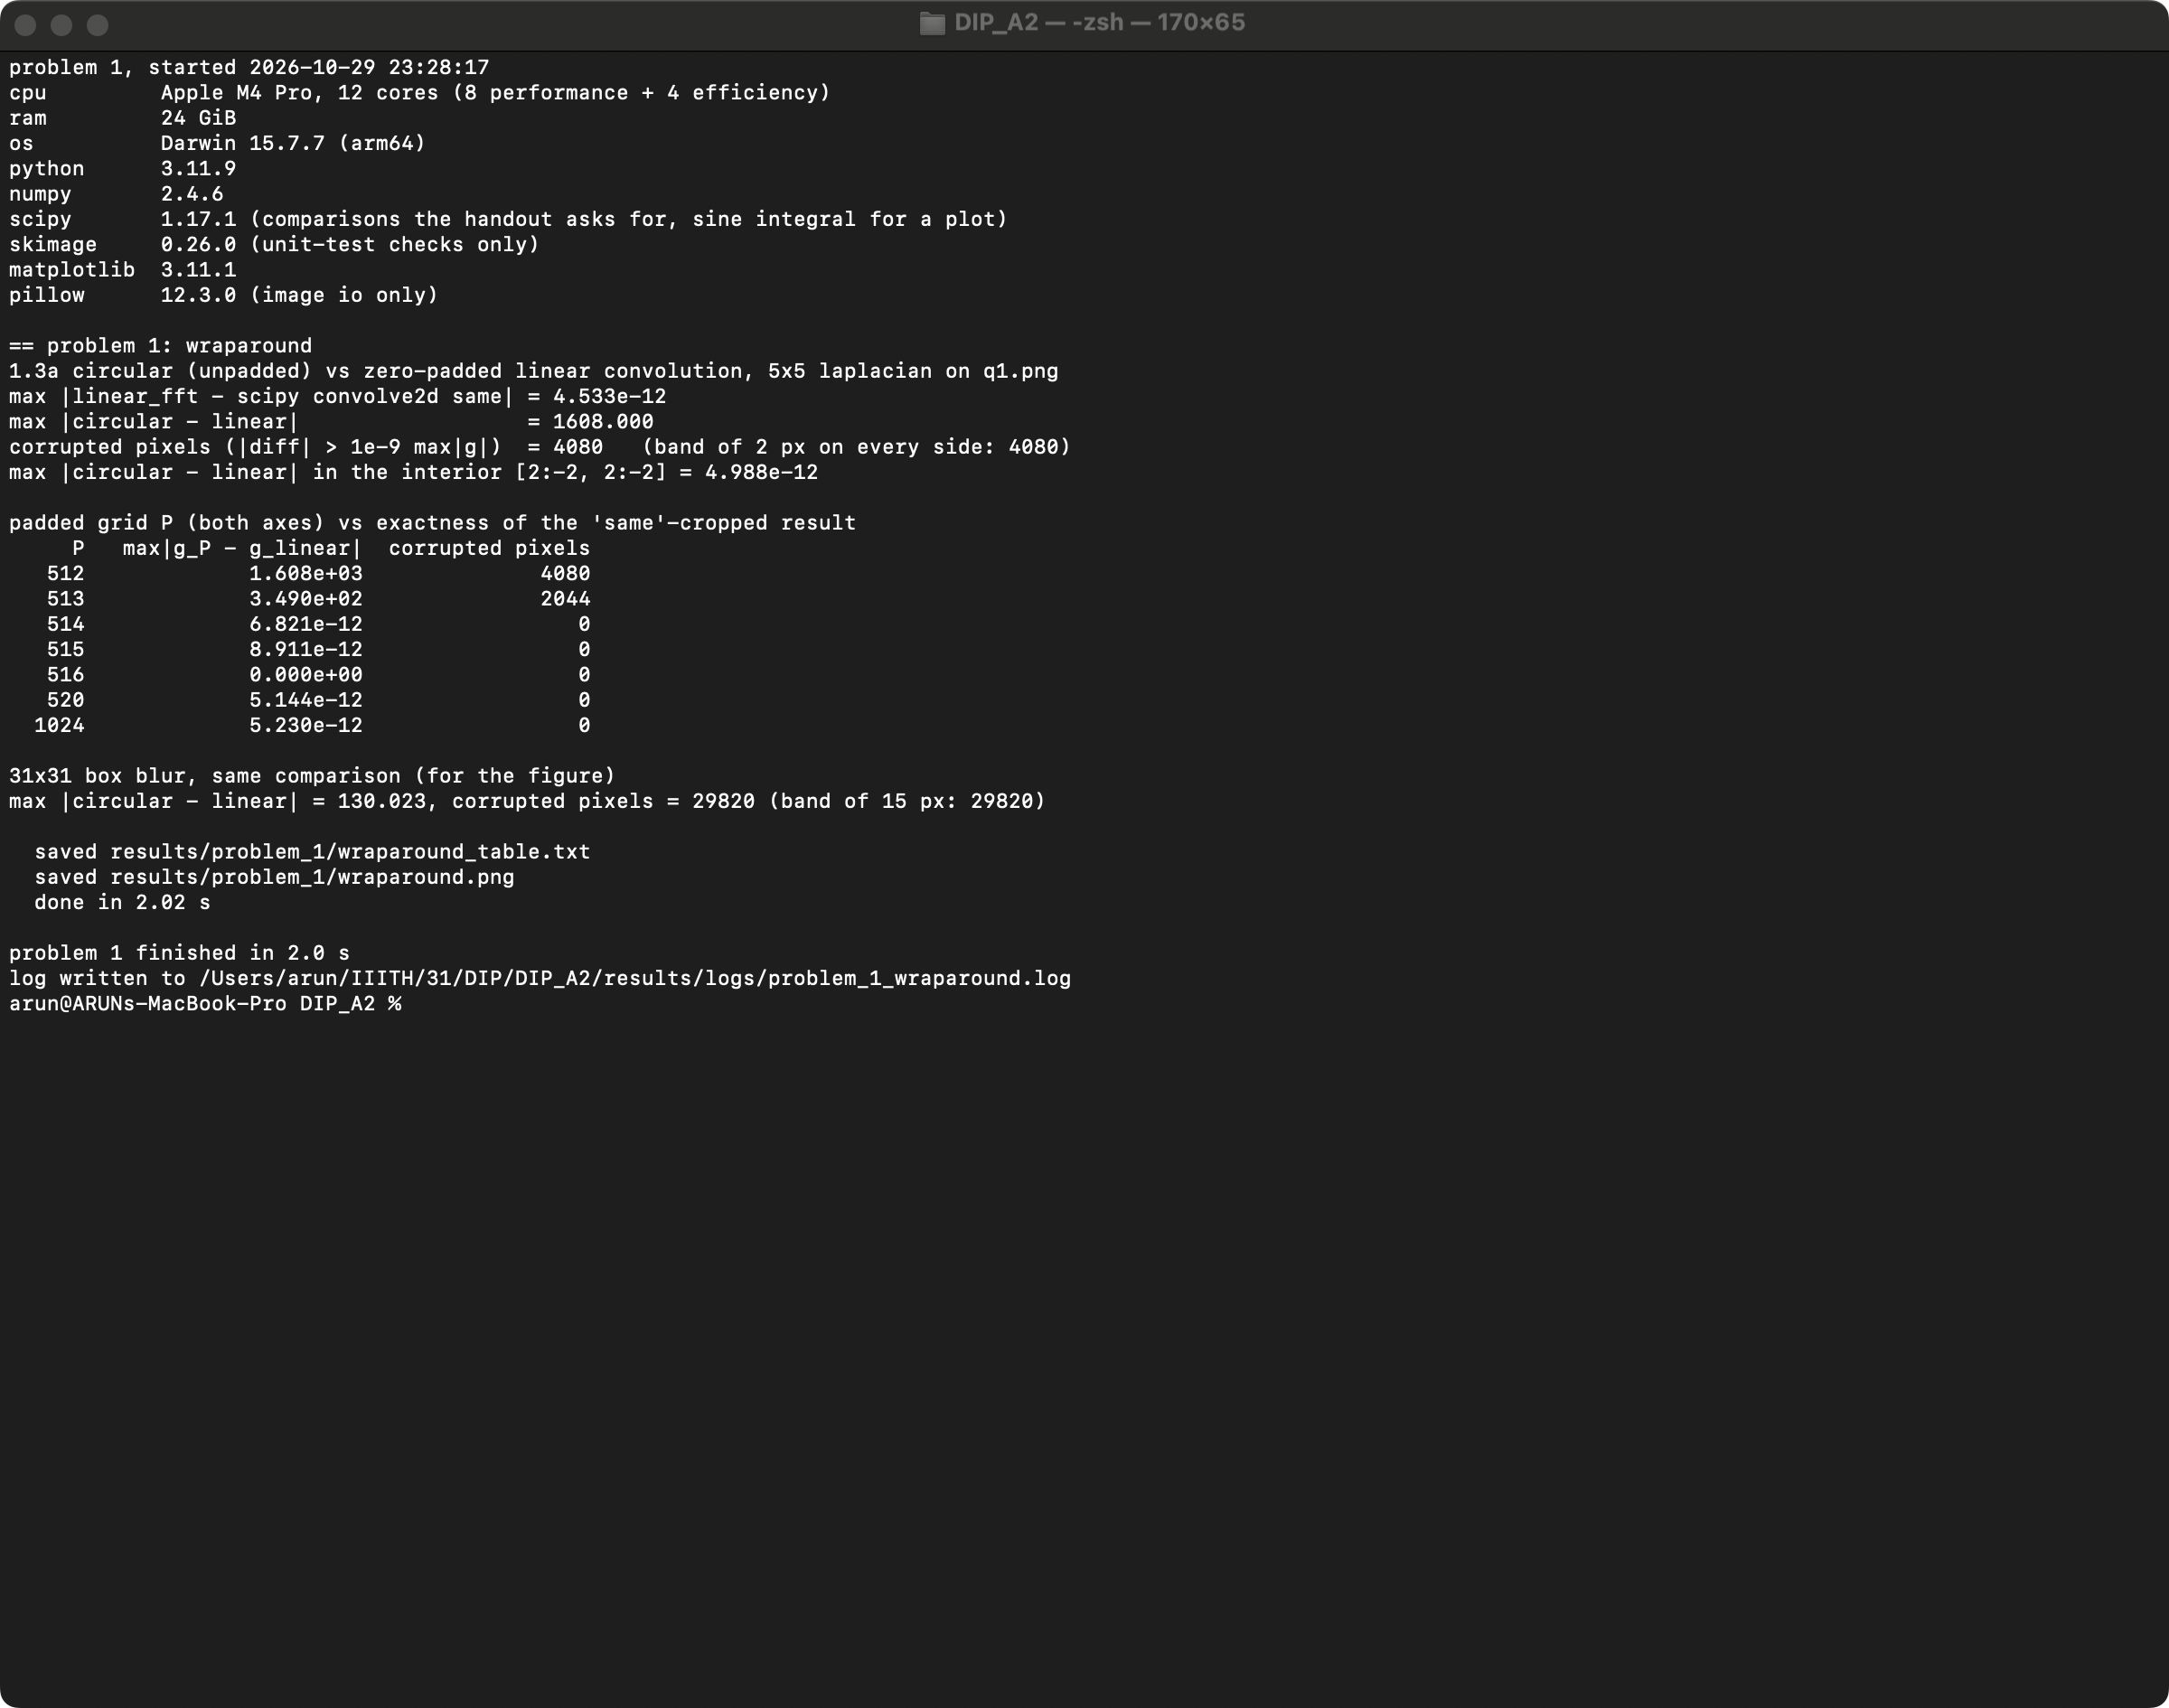 DIP_A2 — -zsh — 170×65
problem 1, started 2026-10-29 23:28:17
cpu         Apple M4 Pro, 12 cores (8 performance + 4 efficiency)
ram         24 GiB
os          Darwin 15.7.7 (arm64)
python      3.11.9
numpy       2.4.6
scipy       1.17.1 (comparisons the handout asks for, sine integral for a plot)
skimage     0.26.0 (unit-test checks only)
matplotlib  3.11.1
pillow      12.3.0 (image io only)

== problem 1: wraparound
1.3a circular (unpadded) vs zero-padded linear convolution, 5x5 laplacian on q1.png
max |linear_fft - scipy convolve2d same| = 4.533e-12
max |circular - linear|                  = 1608.000
corrupted pixels (|diff| > 1e-9 max|g|)  = 4080   (band of 2 px on every side: 4080)
max |circular - linear| in the interior [2:-2, 2:-2] = 4.988e-12

padded grid P (both axes) vs exactness of the 'same'-cropped result
     P   max|g_P - g_linear|  corrupted pixels
   512             1.608e+03              4080
   513             3.490e+02              2044
   514             6.821e-12                 0
   515             8.911e-12                 0
   516             0.000e+00                 0
   520             5.144e-12                 0
  1024             5.230e-12                 0

31x31 box blur, same comparison (for the figure)
max |circular - linear| = 130.023, corrupted pixels = 29820 (band of 15 px: 29820)

  saved results/problem_1/wraparound_table.txt
  saved results/problem_1/wraparound.png
  done in 2.02 s

problem 1 finished in 2.0 s
log written to /Users/arun/IIITH/31/DIP/DIP_A2/results/logs/problem_1_wraparound.log
arun@ARUNs-MacBook-Pro DIP_A2 %